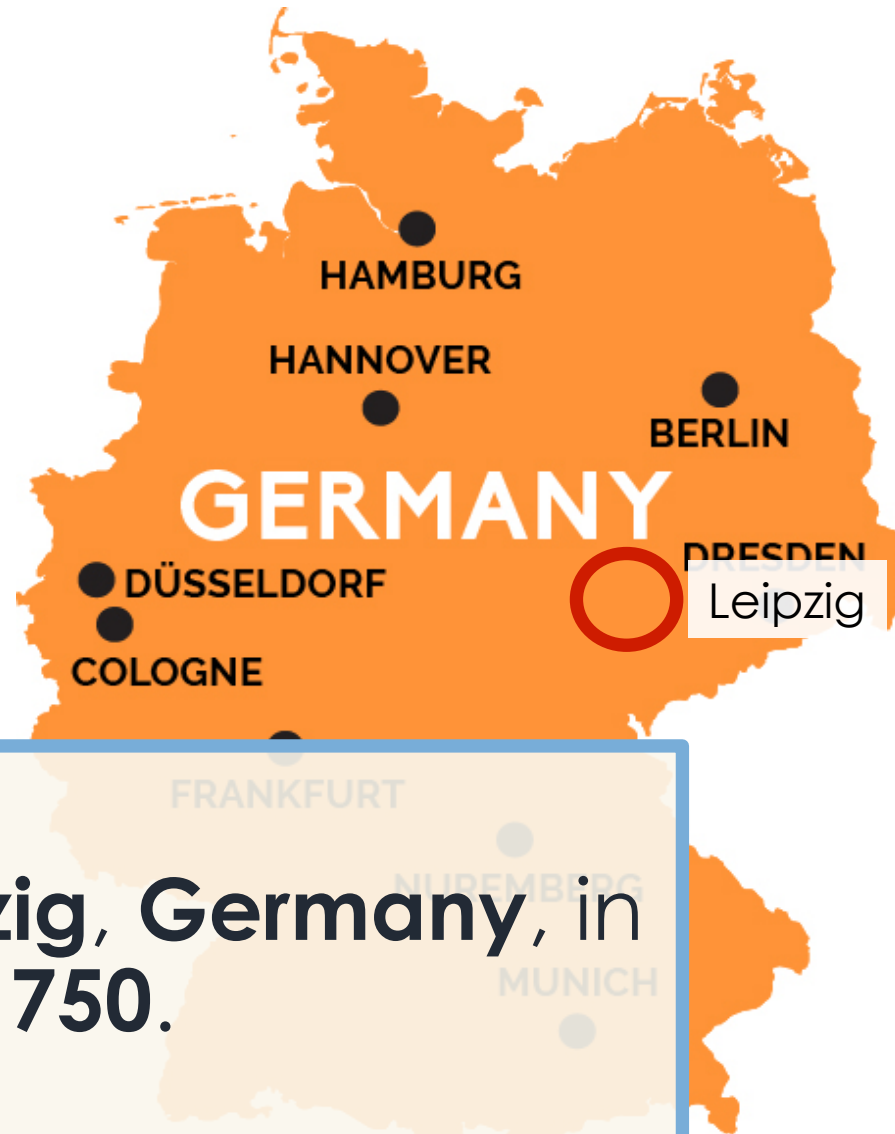 HAMBURG
HANNOVER
BERLIN
GERMANY
DRESDEN
DÜSSELDORF
Leipzig
COLOGNE
FRANKFURT
NUREMBERG
zig, Germany, in
750.
MUNICH